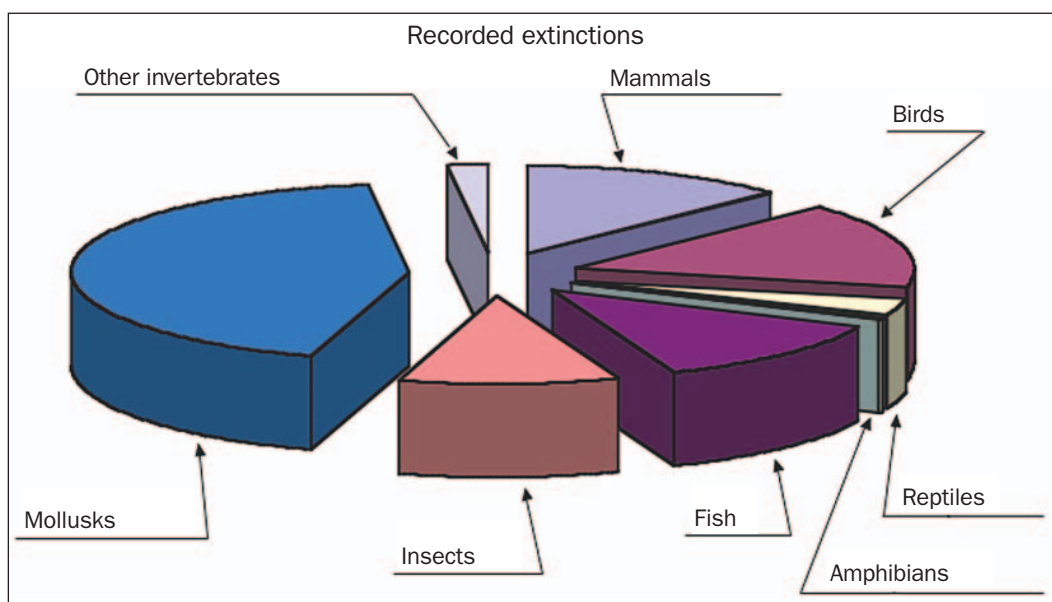 Recorded extinctions
Other invertebrates
Mammals
Birds
Mollusks
Insects
Fish
Reptiles
Amphibians